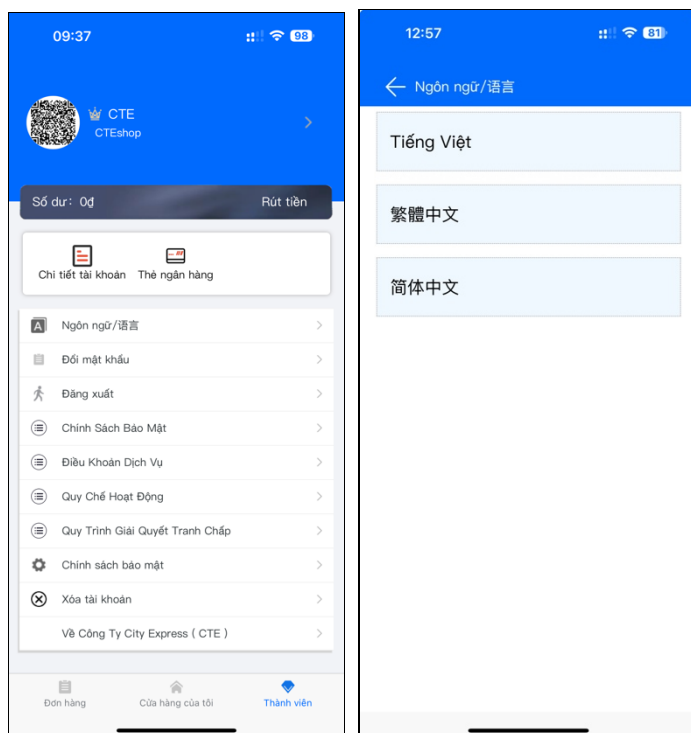 09:37
98
CTE
CTEshop
Số dư: 0₫
Rút tiền
Chi tiết tài khoản
Thẻ ngân hàng
Ngôn ngữ/语言
Đổi mật khẩu
Đăng xuất
Chính Sách Bảo Mật
Điều Khoản Dịch Vụ
Quy Chế Hoạt Động
Quy Trình Giải Quyết Tranh Chấp
Chính sách bảo mật
Xóa tài khoản
Về Công Ty City Express ( CTE )
Đơn hàng
Cửa hàng của tôi
Thành viên
12:57
81
Ngôn ngữ/语言
Tiếng Việt
繁體中文
简体中文